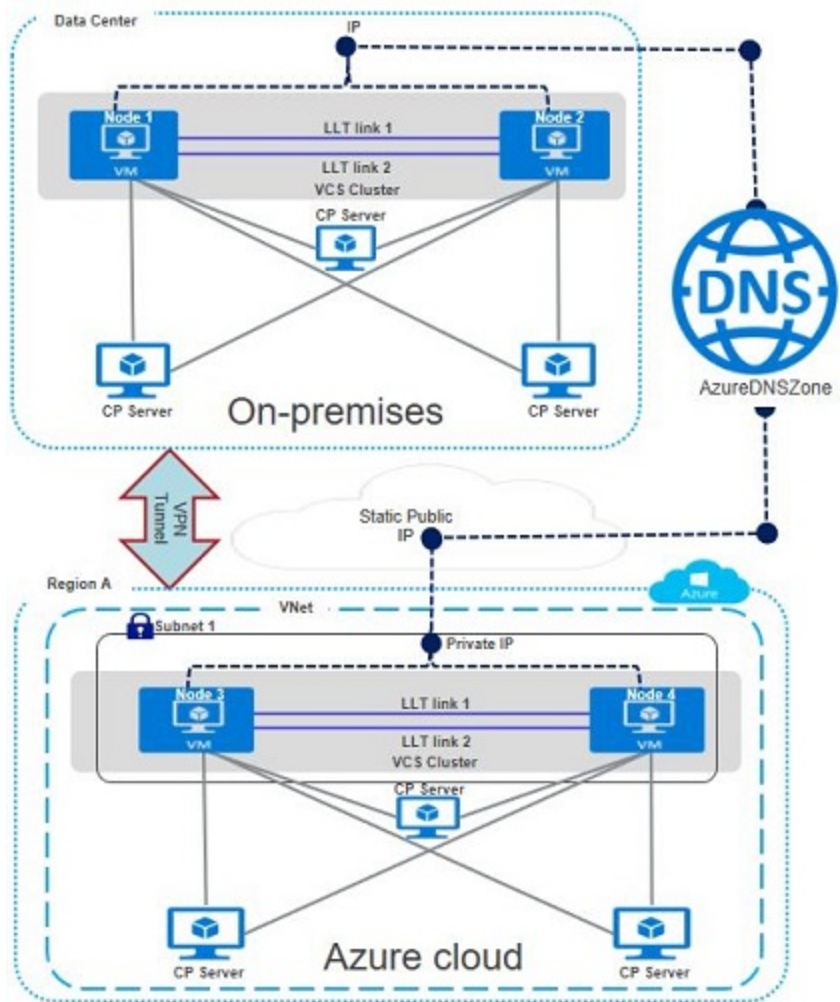 Data Center
IP
Node 1
Node 2
LLT link 1
VM
LLT link 2
VM
VCS Cluster
CP Server
DNS
AzureDNSZone
CP Server
On-premises
CP Server
VPN
Tunnel
Static Public
IP
Region A
Azure
VNet
Subnet 1
Private IP
Node 3
Node 4
LLT link 1
VM
LLT link 2
VM
VCS Cluster
CP Server
CP Server
Azure cloud
CP Server